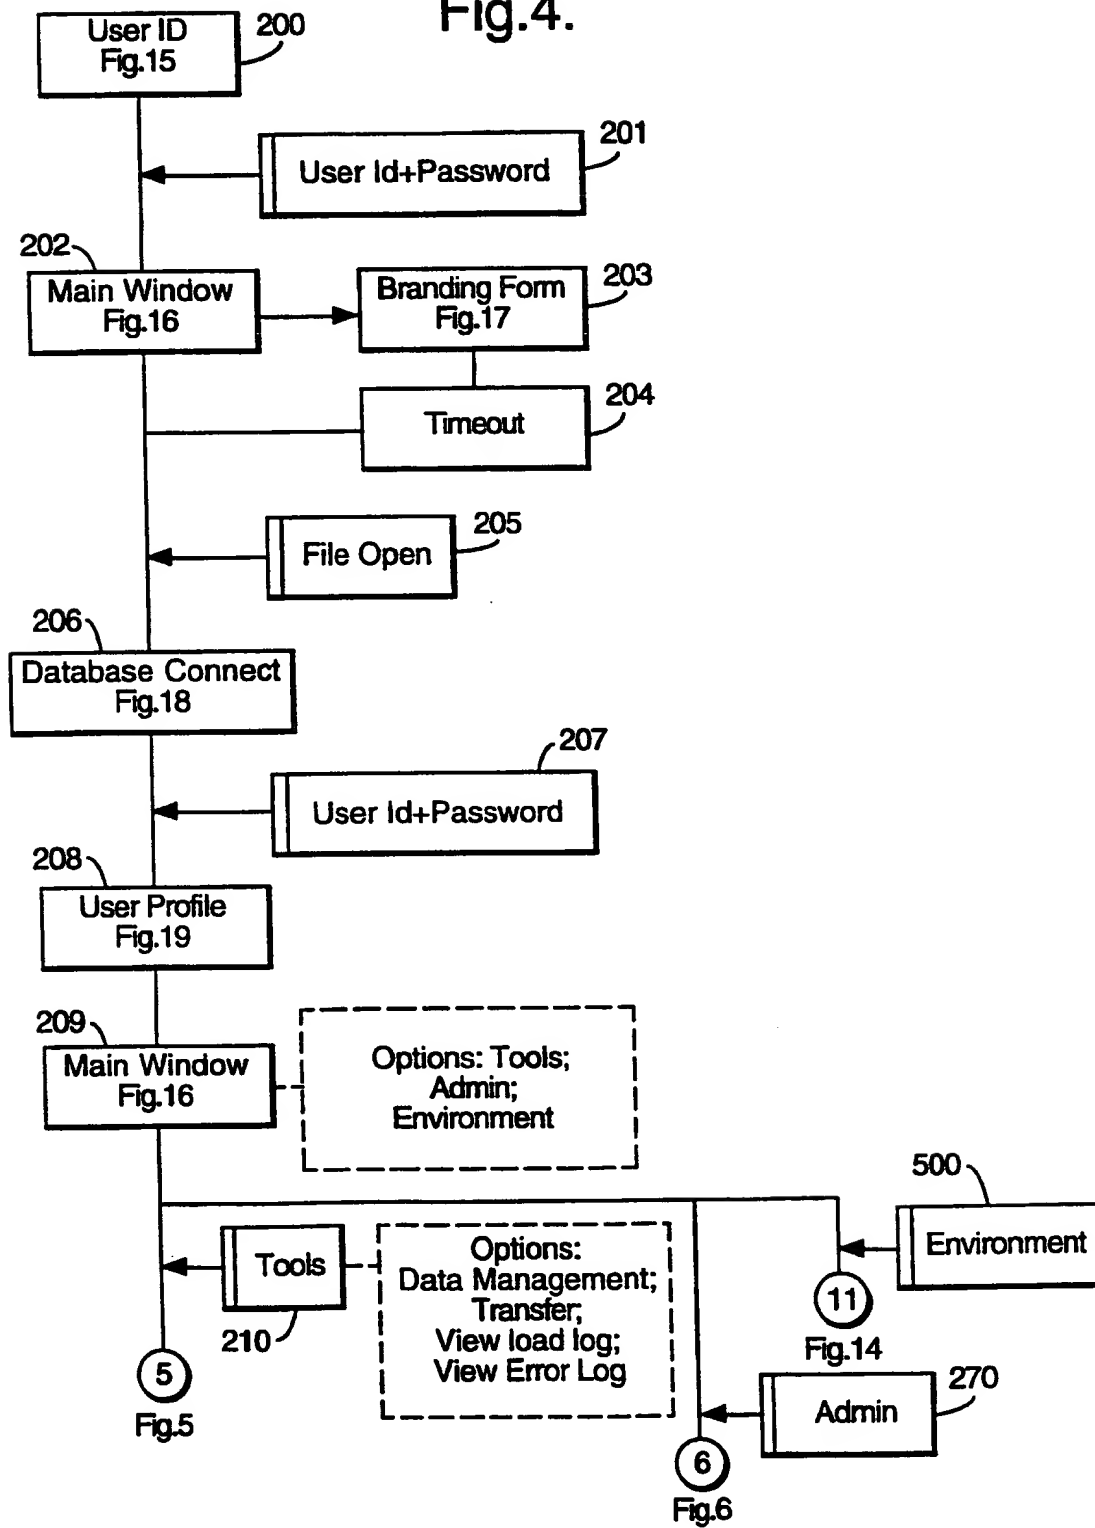 Fig.4.
User ID
Fig.15
200
User Id+Password
201
202
Main Window
Fig.16
Branding Form
Fig.17
203
Timeout
204
File Open
205
206
Database Connect
Fig.18
207
User Id+Password
208
User Profile
Fig.19
209
Main Window
Fig.16
Options: Tools;
Admin;
Environment
500
Environment
Tools
210
Options:
Data Management;
Transfer;
View load log;
View Error Log
11
Fig.14
5
Fig.5
270
Admin
6
Fig.6